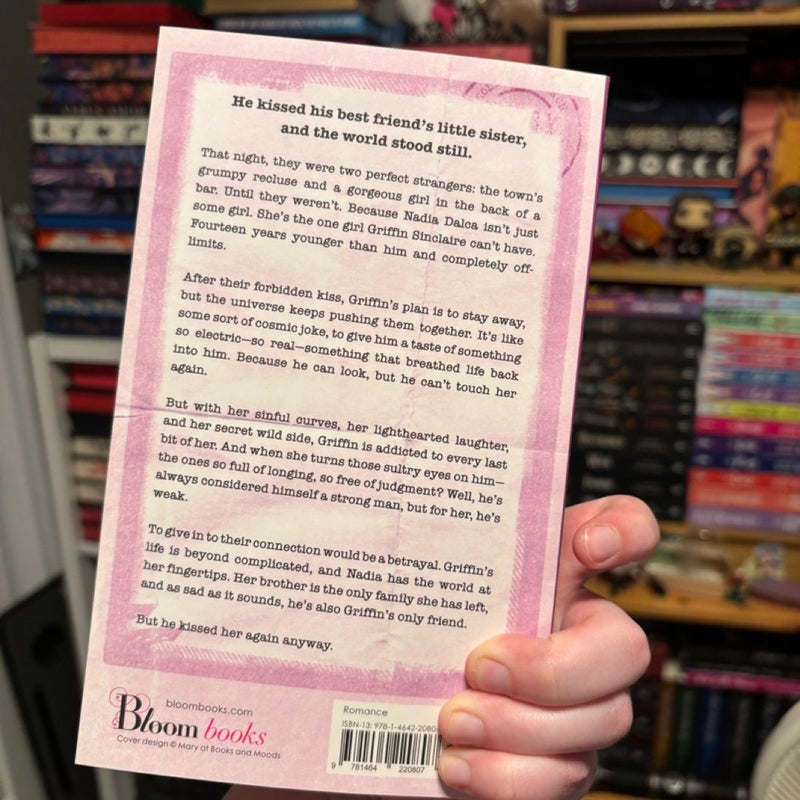 He kissed his best friend's little sister,
and the world stood still.
That night, they were two perfect strangers: the town's
grumpy recluse and a gorgeous girl in the back of a
bar. Until they weren't. Because Nadia Dalca isn't just
some girl. She's the one girl Griffin Sinclaire can't have.
Fourteen years younger than him and completely off-
limits.
After their forbidden kiss, Griffin's plan is to stay away,
but the universe keeps pushing them together. It's like
some sort of cosmic joke, to give him a taste of something
so electric—so real—something that breathed life back
into him. Because he can look, but he can't touch her
again.
But with her sinful curves, her lighthearted laughter,
and her secret wild side, Griffin is addicted to every last
bit of her. And when she turns those sultry eyes on him—
the ones so full of longing, so free of judgment? Well, he's
always considered himself a strong man, but for her, he's
weak.
To give in to their connection would be a betrayal. Griffin's
life is beyond complicated, and Nadia has the world at
her fingertips. Her brother is the only family she has left,
and as sad as it sounds, he's also Griffin's only friend.
But he kissed her again anyway.
bloombooks.com
Bloom books
Cover design © Mary at Books and Moods
Romance
ISBN-13: 978-1-4642-2080-
9 781464 220807